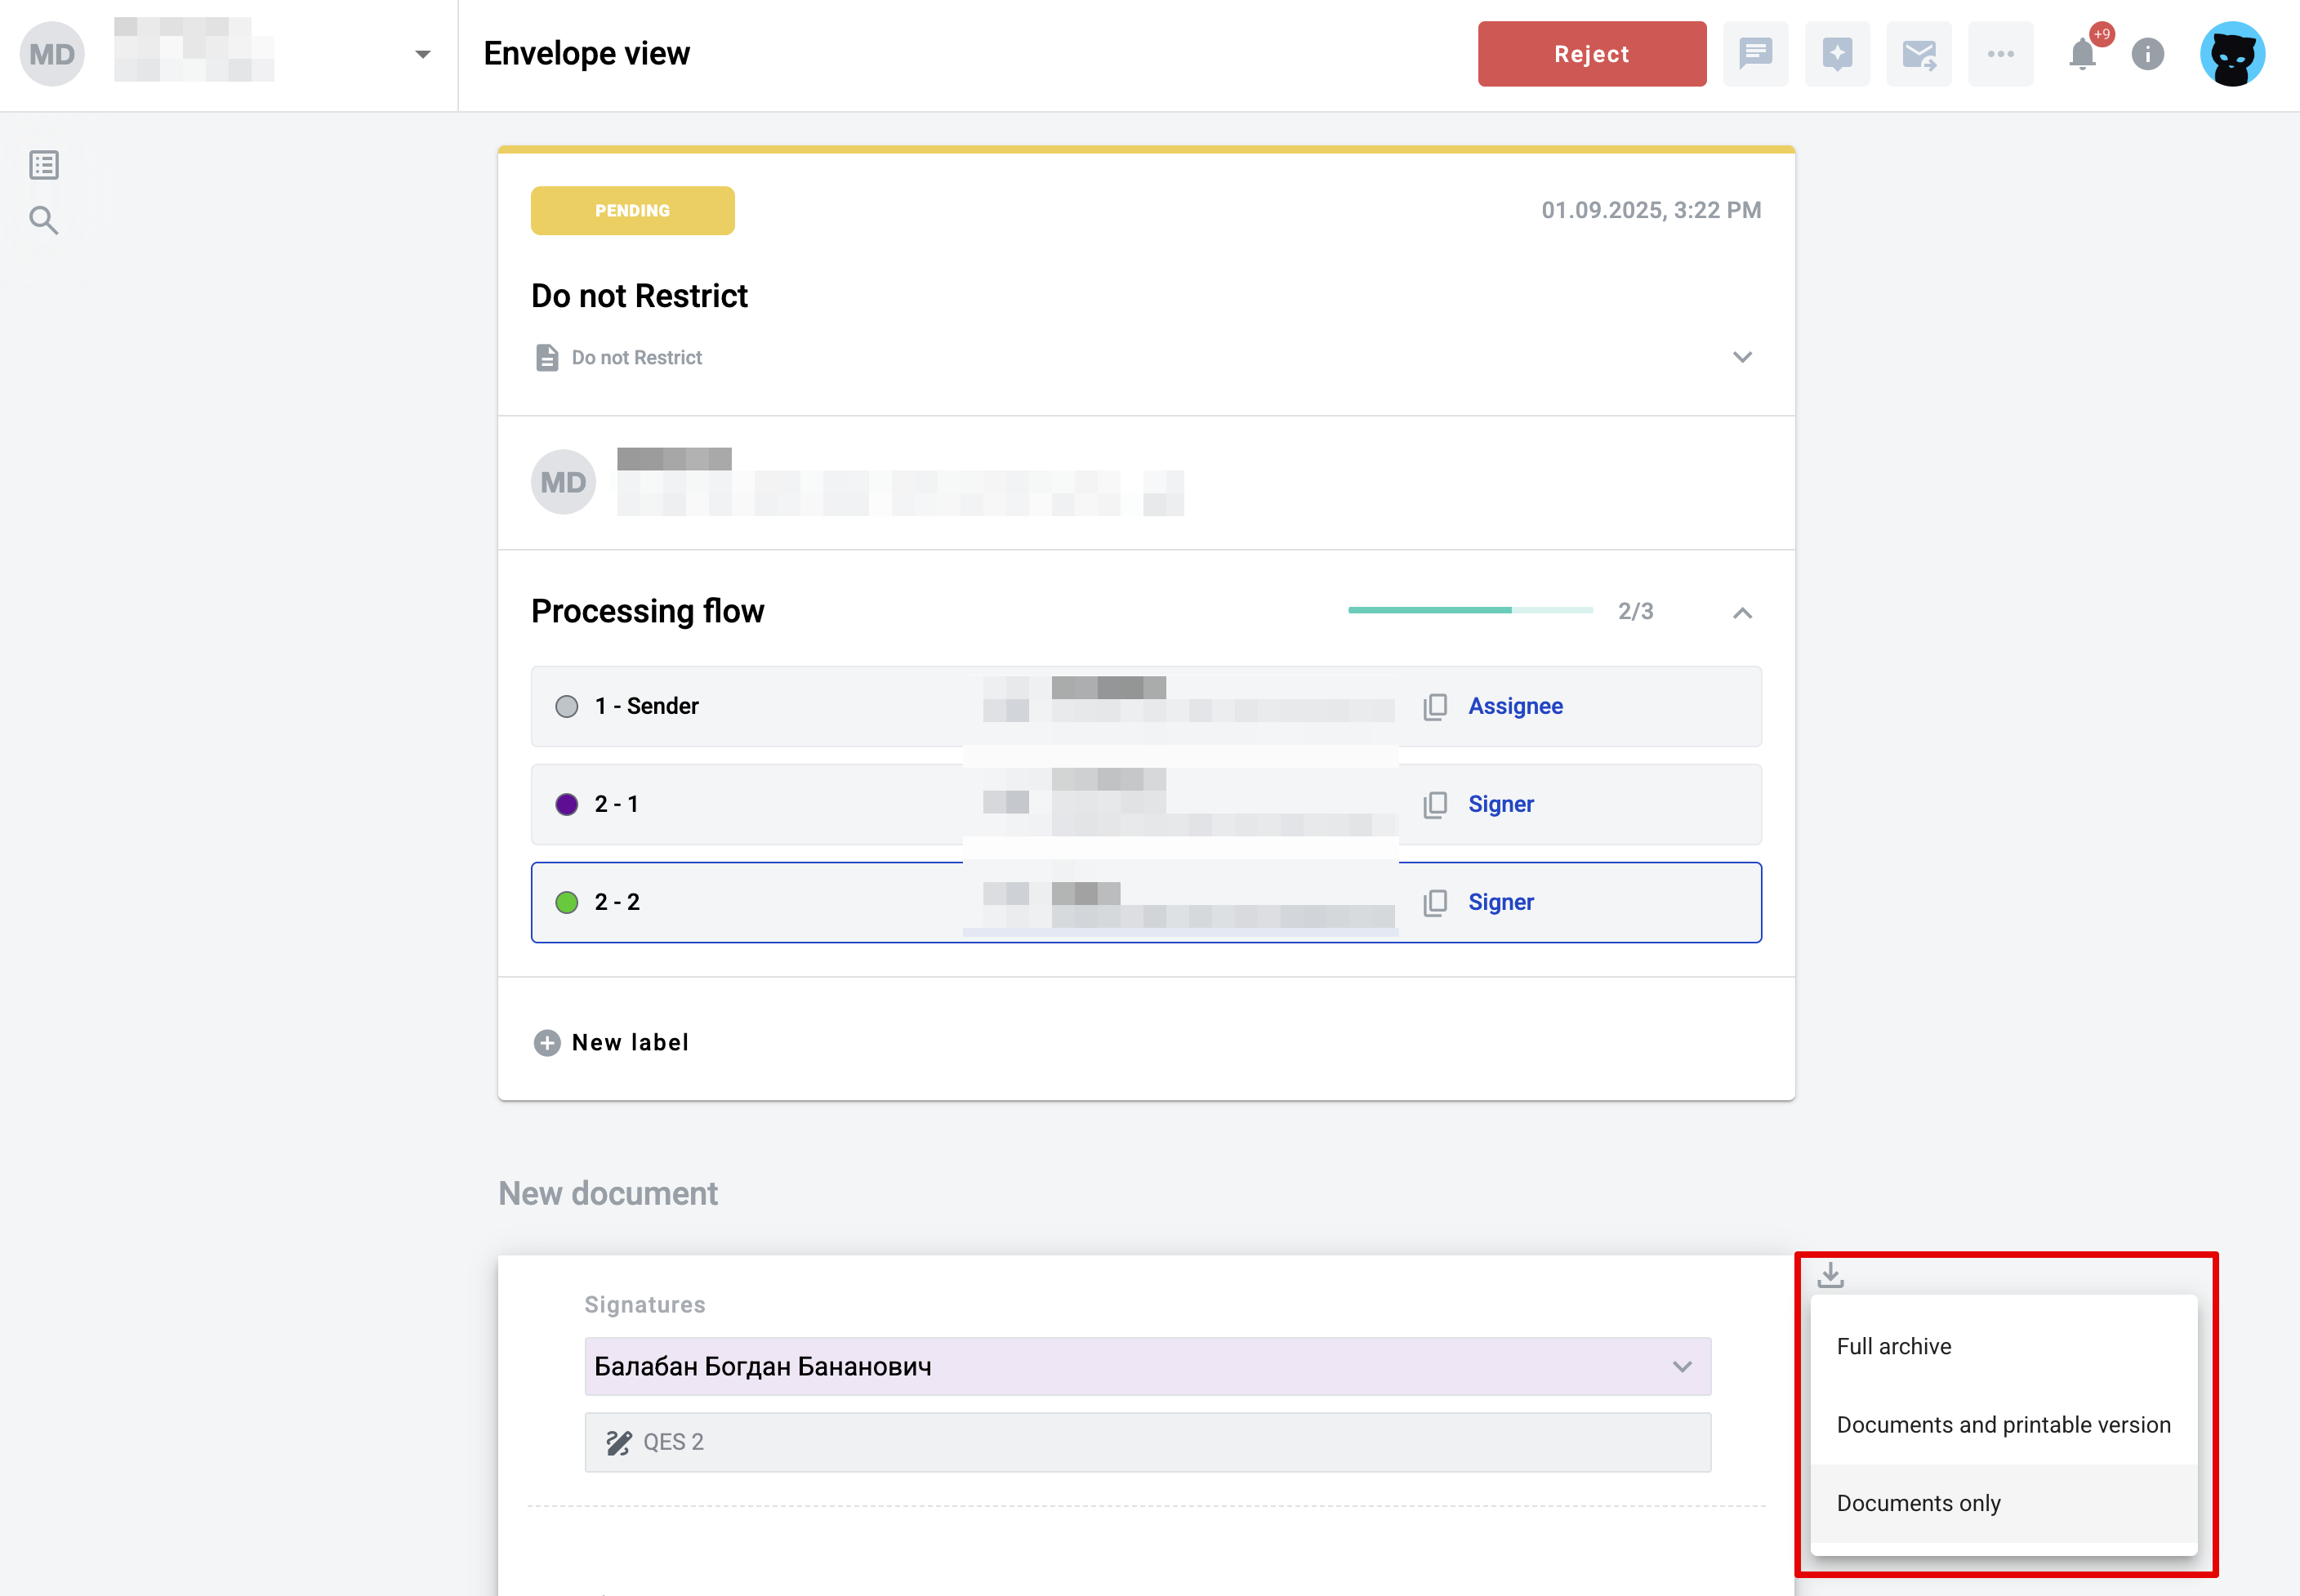 MD
Envelope view
Reject
+9
PENDING
01.09.2025, 3:22 PM
Do not Restrict
Do not Restrict
MD
Processing flow
2/3
1 - Sender
Assignee
2 - 1
Signer
2 - 2
Signer
New label
New document
Signatures
Балабан Богдан Бананович
QES 2
Full archive
Documents and printable version
Documents only